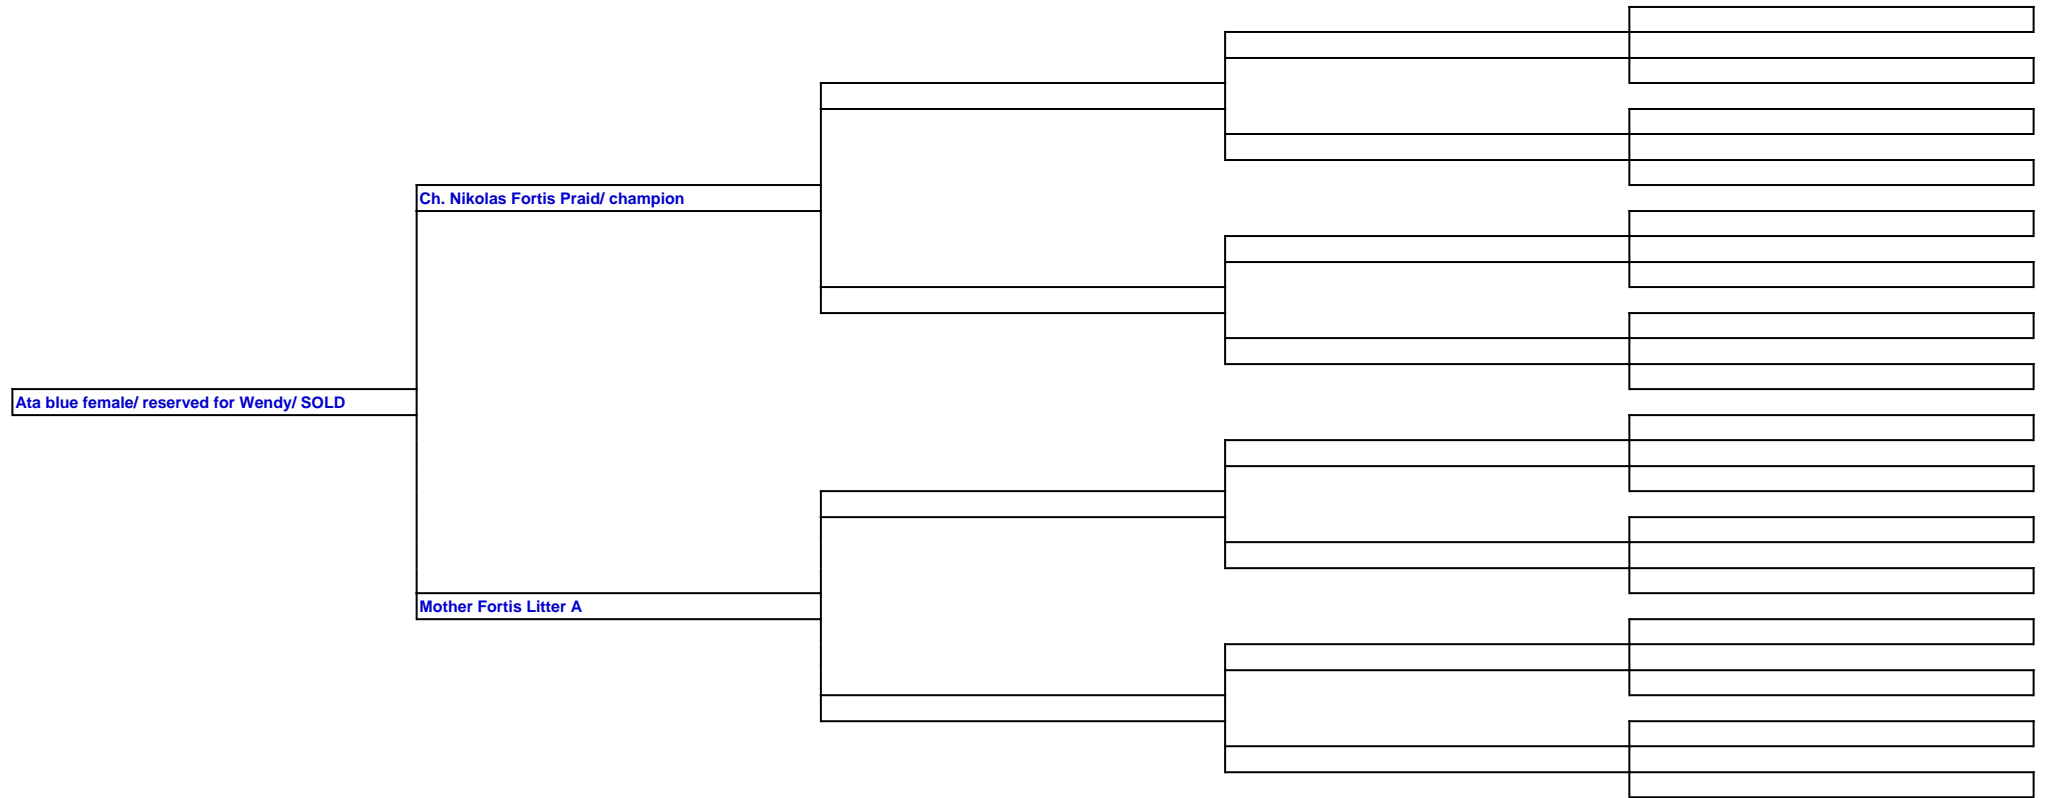 Ch. Nikolas Fortis Praid/ champion
Ata blue female/ reserved for Wendy/ SOLD
Mother Fortis Litter A